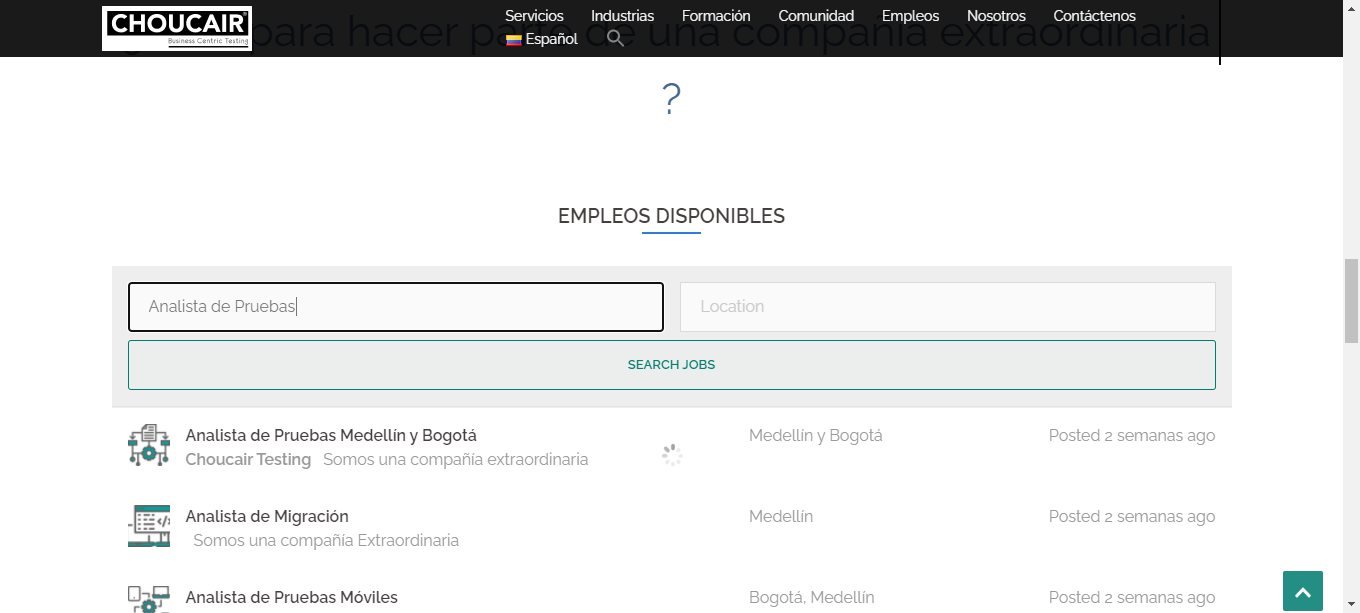 CHOUCAIR
Business Centric Testing
Servicios Industrias Formación Comunidad Empleos Nosotros Contáctenos
Español
para hacer parte de una compañía extraordinaria
?
EMPLEOS DISPONIBLES
Analista de Pruebas
Location
SEARCH JOBS
Analista de Pruebas Medellín y Bogotá
Choucair Testing Somos una compañía extraordinaria
Medellín y Bogotá
Posted 2 semanas ago
Analista de Migración
Somos una compañía Extraordinaria
Medellín
Posted 2 semanas ago
Analista de Pruebas Móviles
Bogotá, Medellín
Posted 2 semanas ago